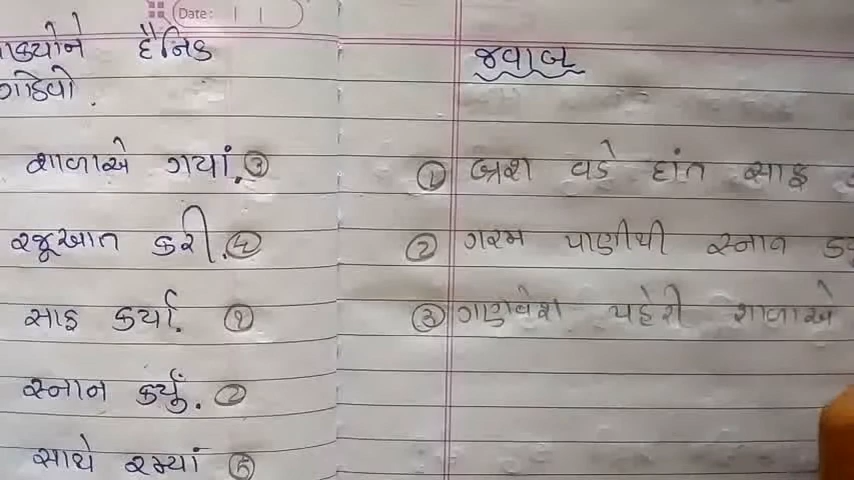 Date:
દૈનિક
જવાબ
ગોઠવો.
શાળાએ ગયાં. ③
① બ્રશ વડે દાંત સાફ
રજૂઆત કરી. ④
② ગરમ પાણીથી સ્નાન
સાફ કર્યા. ①
③ ગણવેશ પહેરી શાળાએ
સ્નાન કર્યું. ②
સાથે રમ્યાં ⑤